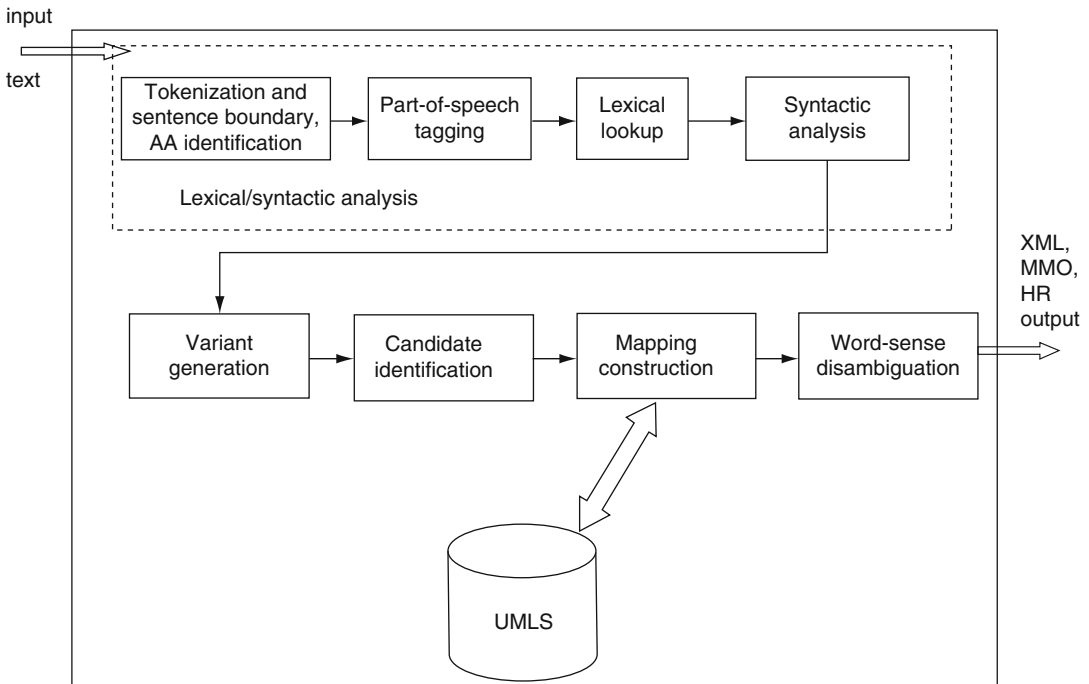 input
text
Tokenization and
sentence boundary,
AA identification
Part-of-speech
tagging
Lexical
lookup
Syntactic
analysis
Lexical/syntactic analysis
Variant
generation
Candidate
identification
Mapping
construction
Word-sense
disambiguation
XML,
MMO,
HR
output
UMLS